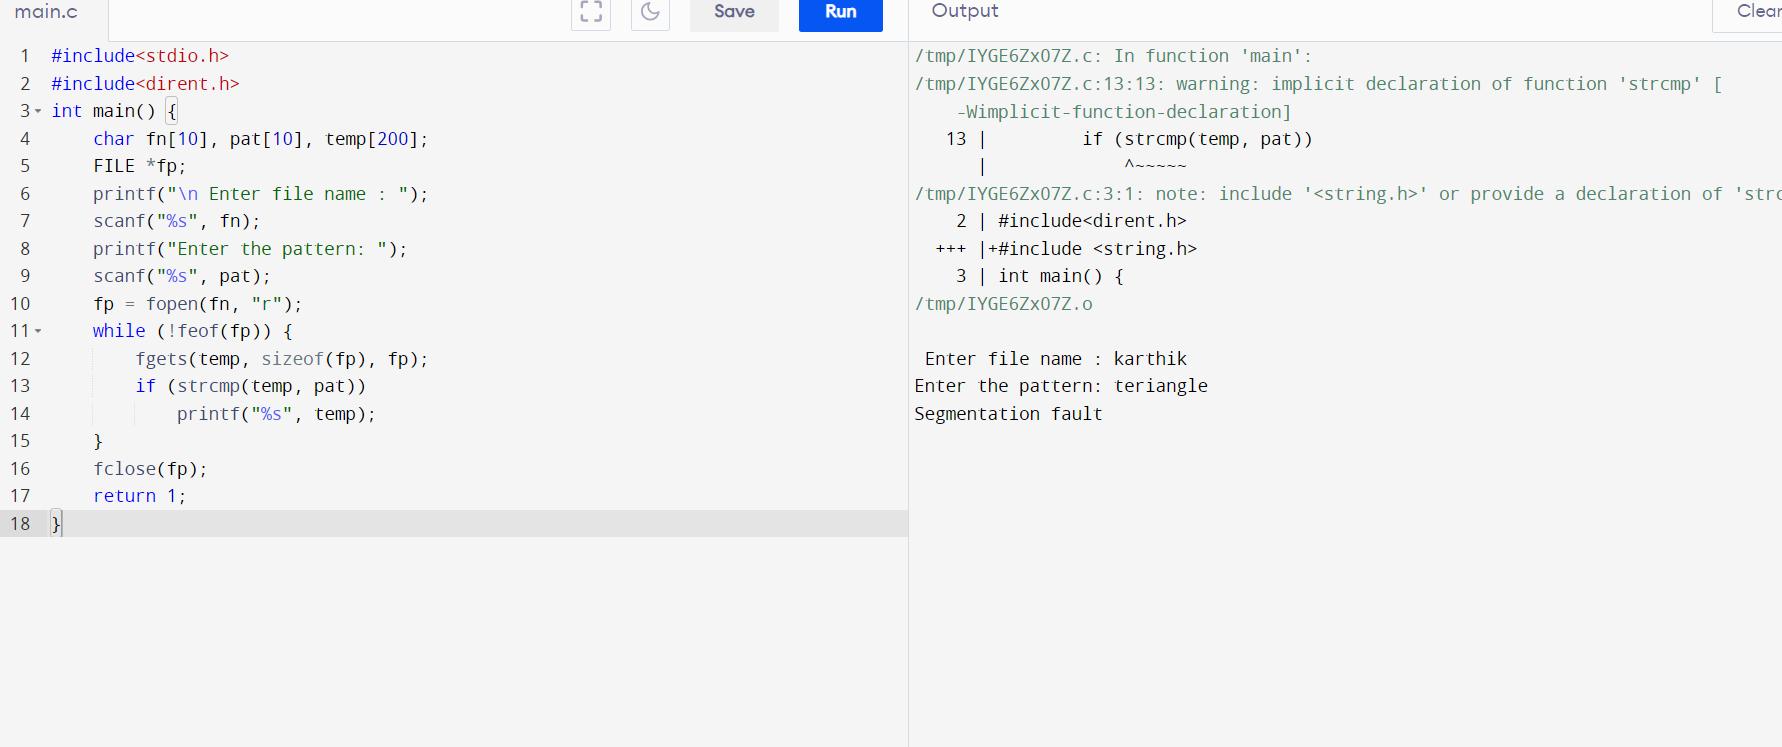 main.c
Save
Run
1 #include<stdio.h>
2 #include<dirent.h>
3 int main() {
4     char fn[10], pat[10], temp[200];
5     FILE *fp;
6     printf("\n Enter file name : ");
7     scanf("%s", fn);
8     printf("Enter the pattern: ");
9     scanf("%s", pat);
10     fp = fopen(fn, "r");
11     while (!feof(fp)) {
12         fgets(temp, sizeof(fp), fp);
13         if (strcmp(temp, pat))
14             printf("%s", temp);
15     }
16     fclose(fp);
17     return 1;
18 }
Output
Clear
/tmp/IYGE6Zx07Z.c: In function 'main':
/tmp/IYGE6Zx07Z.c:13:13: warning: implicit declaration of function 'strcmp' [
    -Wimplicit-function-declaration]
   13 |         if (strcmp(temp, pat))
      |             ^~~~~~
/tmp/IYGE6Zx07Z.c:3:1: note: include '<string.h>' or provide a declaration of 'strc
    2 | #include<dirent.h>
  +++ |+#include <string.h>
    3 | int main() {
/tmp/IYGE6Zx07Z.o
 Enter file name : karthik
Enter the pattern: teriangle
Segmentation fault